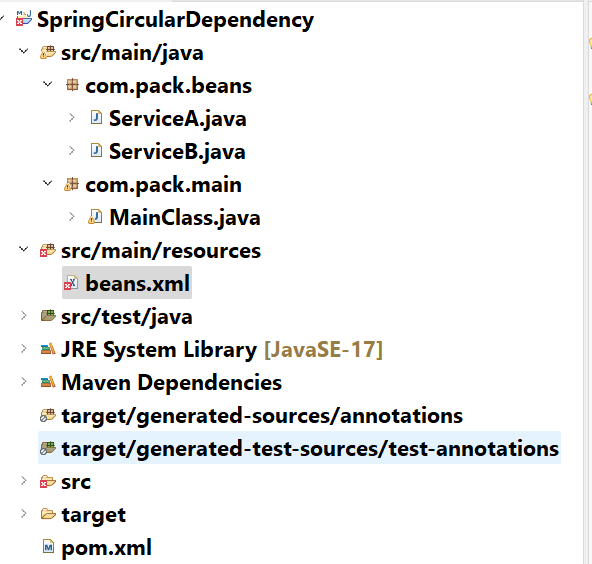 SpringCircularDependency
src/main/java
com.pack.beans
ServiceA.java
ServiceB.java
com.pack.main
MainClass.java
src/main/resources
beans.xml
src/test/java
JRE System Library [JavaSE-17]
Maven Dependencies
target/generated-sources/annotations
target/generated-test-sources/test-annotations
src
target
pom.xml